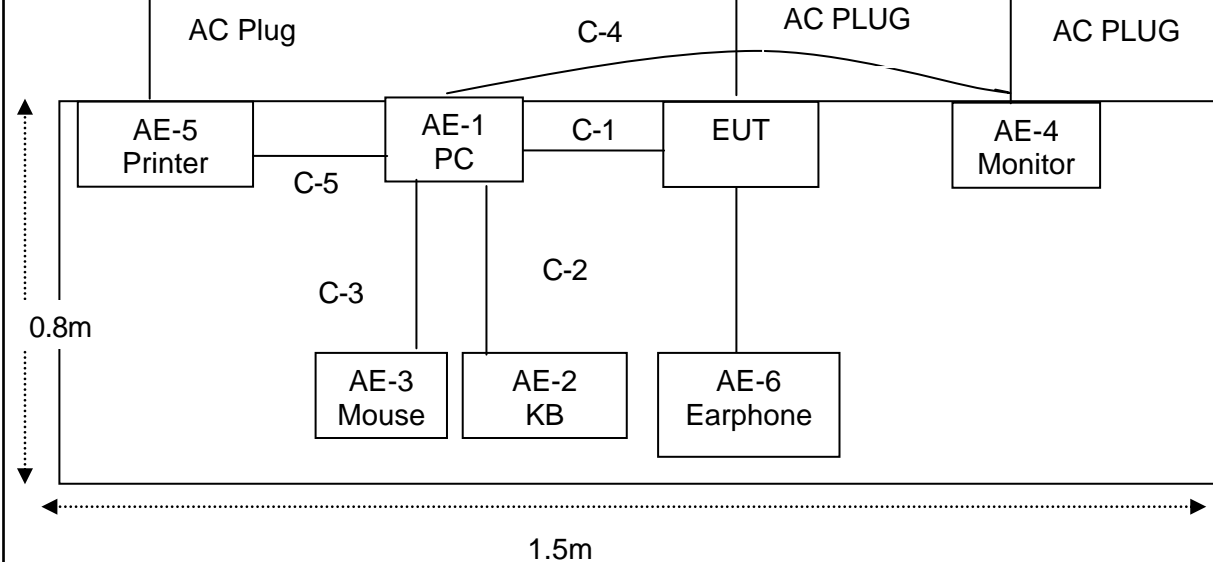 AC Plug
C-4
AC PLUG
AC PLUG
AE-5
Printer
AE-1
PC
C-1
EUT
AE-4
Monitor
C-5
C-3
C-2
0.8m
AE-3
Mouse
AE-2
KB
AE-6
Earphone
1.5m